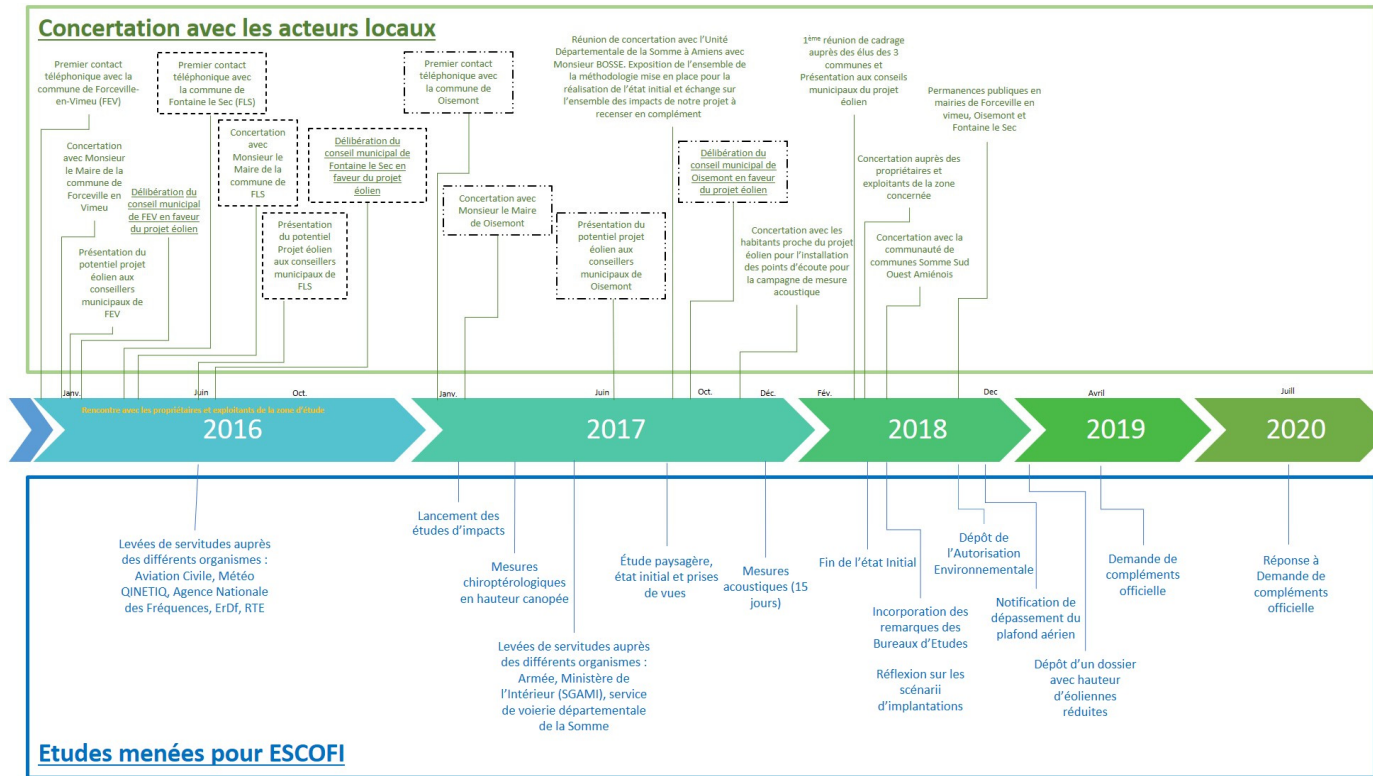 Concertation avec les acteurs locaux
Premier contact
téléphonique avec la
commune de Forceville-
en-Vimeu (FEV)
Concertation
avec Monsieur
le Maire de la
commune de
Forceville en
Vimeu
Présentation du
potentiel projet
éolien aux
conseillers
municipaux de
FEV
Délibération du
conseil municipal
de FEV en faveur
du projet éolien
Premier contact
téléphonique avec
la commune de
Fontaine le Sec (FLS)
Concertation
avec
Monsieur le
Maire de la
commune de
FLS
Présentation
du potentiel
Projet éolien
aux conseillers
municipaux de
FLS
Délibération du
conseil municipal de
Fontaine le Sec en
faveur du projet
éolien
Premier contact
téléphonique avec
la commune de
Oisemont
Concertation avec
Monsieur le Maire
de Oisemont
Présentation du
potentiel projet
éolien aux
conseillers
municipaux de
Oisemont
Réunion de concertation avec l’Unité
Départementale de la Somme à Amiens avec
Monsieur BOSSE. Exposition de l’ensemble de
la méthodologie mise en place pour la
réalisation de l’état initial et échange sur
l’ensemble des impacts de notre projet à
recenser en complément
Délibération du
conseil municipal de
Oisemont en faveur
du projet éolien
Concertation avec les
habitants proche du projet
éolien pour l’installation
des points d’écoute pour
la campagne de mesure
acoustique
1ème réunion de cadrage
auprès des élus des 3
communes et
Présentation aux conseils
municipaux du projet
éolien
Concertation auprès des
propriétaires et
exploitants de la zone
concernée
Concertation avec la
communauté de
communes Somme Sud
Ouest Amiénois
Permanences publiques en
mairies de Forceville en
vimeu, Oisemont et
Fontaine le Sec
Janv. Juin Oct. Janv. Juin Oct. Déc. Fév. Dec Avril Juill
Rencontre avec les propriétaires et exploitants de la zone d’étude
2016 2017 2018 2019 2020
Levées de servitudes auprès
des différents organismes :
Aviation Civile, Météo
QINETIQ, Agence Nationale
des Fréquences, ErDf, RTE
Lancement des
études d’impacts
Mesures
chiroptérologiques
en hauteur canopée
Levées de servitudes auprès
des différents organismes :
Armée, Ministère de
l’Intérieur (SGAMI), service
de voierie départementale
de la Somme
Étude paysagère,
état initial et prises
de vues
Mesures
acoustiques (15
jours)
Fin de l’état Initial
Incorporation des
remarques des
Bureaux d’Etudes
Réflexion sur les
scénarii
d’implantations
Dépôt de
l’Autorisation
Environnementale
Notification de
dépassement du
plafond aérien
Dépôt d’un dossier
avec hauteur
d’éoliennes
réduites
Demande de
compléments
officielle
Réponse à
Demande de
compléments
officielle
Etudes menées pour ESCOFI